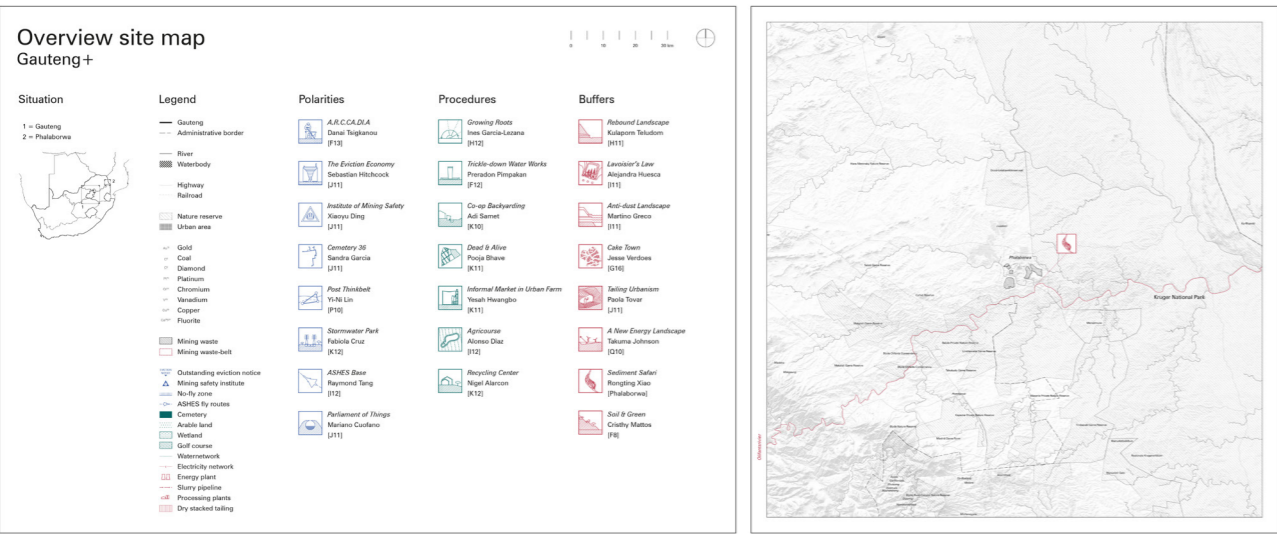 Overview site map
Gauteng+
0 10 20 30 km
Situation
1 = Gauteng
2 = Phalaborwa
Legend
Gauteng
Administrative border
River
Waterbody
Highway
Railroad
Nature reserve
Urban area
Gold
Coal
Diamond
Platinum
Chromium
Vanadium
Copper
Fluorite
Mining waste
Mining waste-belt
Outstanding eviction notice
Mining safety institute
No-fly zone
ASHES fly routes
Cemetery
Arable land
Wetland
Golf course
Waternetwork
Electricity network
Energy plant
Slurry pipeline
Processing plants
Dry stacked tailing
Polarities
A.R.C.CA.DI.A
Danai Tsigkanou
[F13]
The Eviction Economy
Sebastian Hitchcock
[J11]
Institute of Mining Safety
Xiaoyu Ding
[J11]
Cemetery 36
Sandra Garcia
[J11]
Post Thinkbelt
Yi-Ni Lin
[P10]
Stormwater Park
Fabiola Cruz
[K12]
ASHES Base
Raymond Tang
[I12]
Parliament of Things
Mariano Cuofano
[J11]
Procedures
Growing Roots
Ines Garcia-Lezana
[H12]
Trickle-down Water Works
Preradon Pimpakan
[F12]
Co-op Backyarding
Adi Samet
[K10]
Dead & Alive
Pooja Bhave
[K11]
Informal Market in Urban Farm
Yesah Hwangbo
[K11]
Agricourse
Alonso Diaz
[I12]
Recycling Center
Nigel Alarcon
[K12]
Buffers
Rebound Landscape
Kulaporn Teludom
[H11]
Lavoisier's Law
Alejandra Huesca
[I11]
Anti-dust Landscape
Martino Greco
[I11]
Cake Town
Jesse Verdoes
[G16]
Tailing Urbanism
Paola Tovar
[J11]
A New Energy Landscape
Takuma Johnson
[Q10]
Sediment Safari
Rongting Xiao
[Phalaborwa]
Soil & Green
Cristhy Mattos
[F8]
Phalaborwa
Kruger National Park